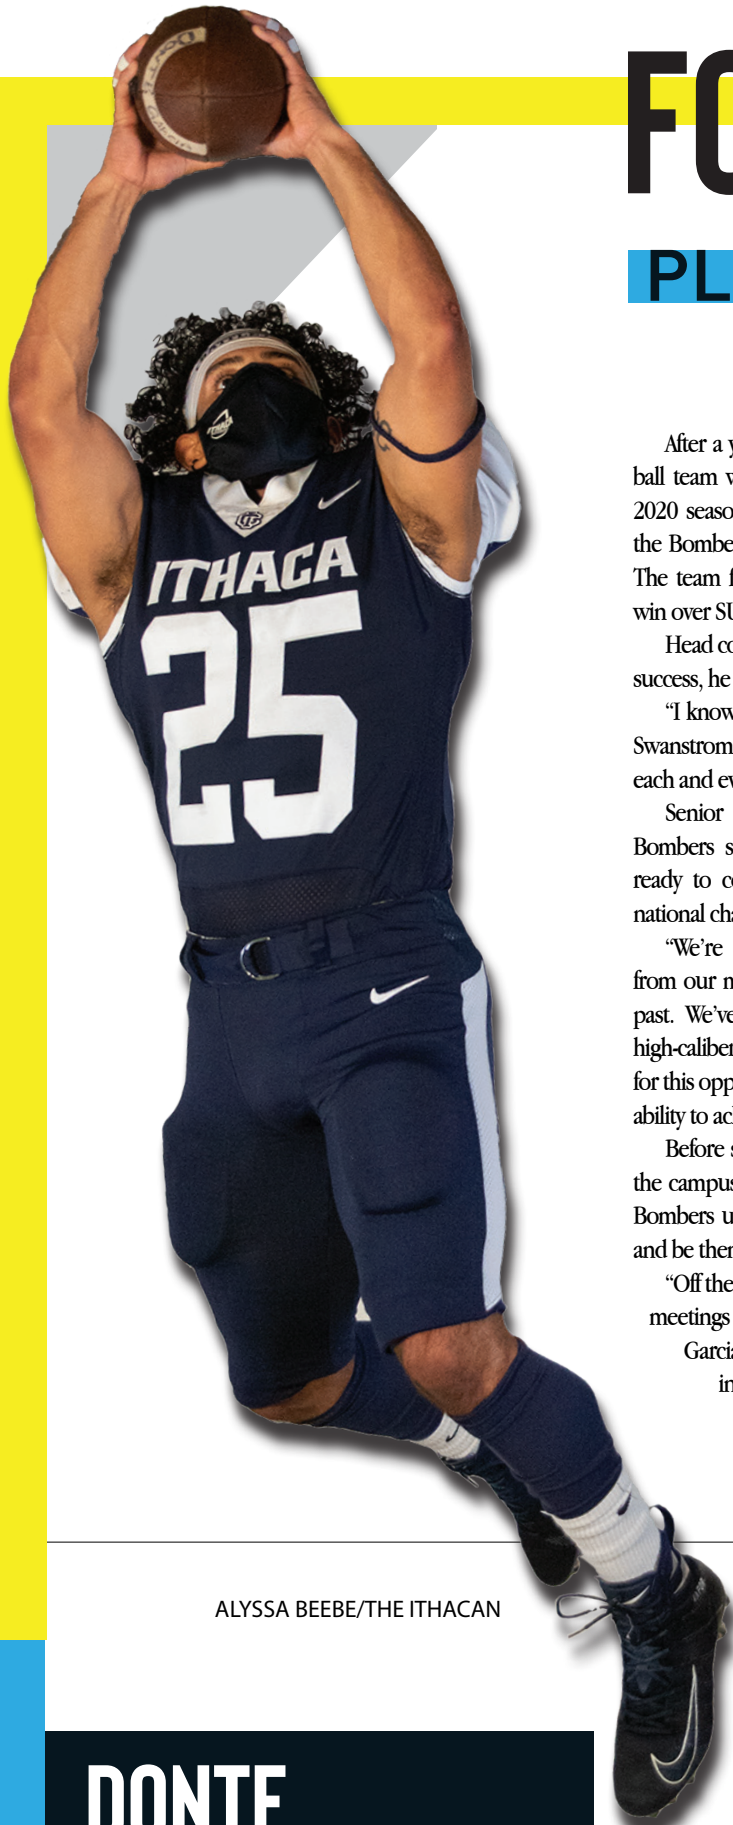 FO
PL
ITHACA
25
After a y
ball team w
2020 seaso
the Bombe
The team f
win over SU
Head co
success, he
“I know
Swanstrom
each and ev
Senior
Bombers s
ready to co
national cha
“We’re
from our m
past. We’ve
high-caliber
for this opp
ability to ac
Before s
the campus
Bombers u
and be ther
“Off the
meetings
Garcia
in
ALYSSA BEEBE/THE ITHACAN
DONTE